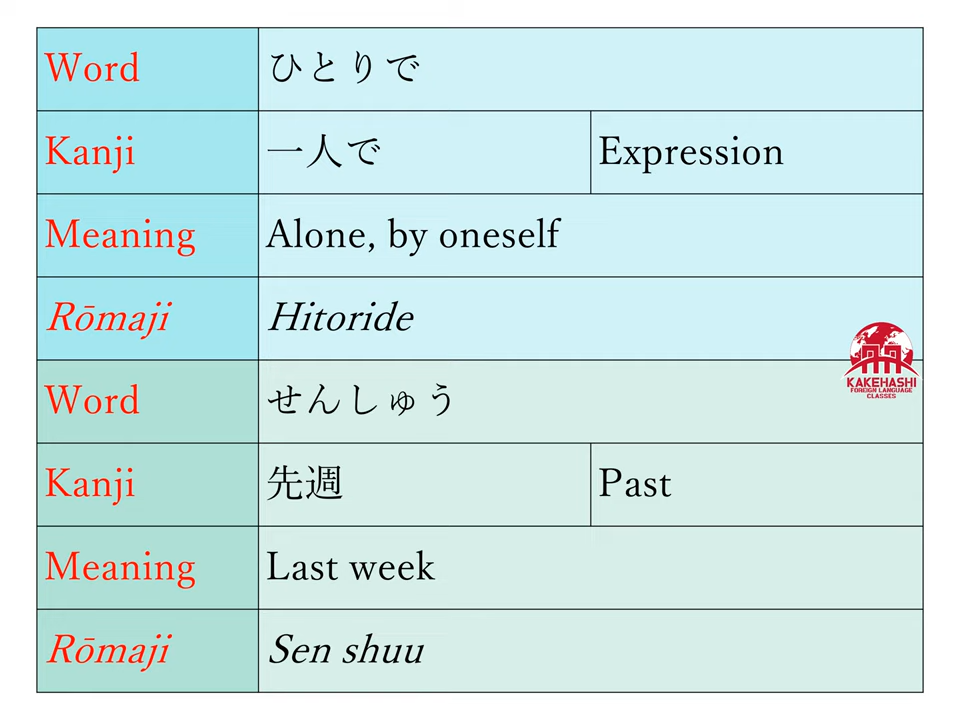 Word ひとりで
Kanji 一人で Expression
Meaning Alone, by oneself
Rōmaji Hitoride
Word せんしゅう
Kanji 先週 Past
Meaning Last week
Rōmaji Sen shuu
KAKEHASHI
FOREIGN LANGUAGE
CLASSES